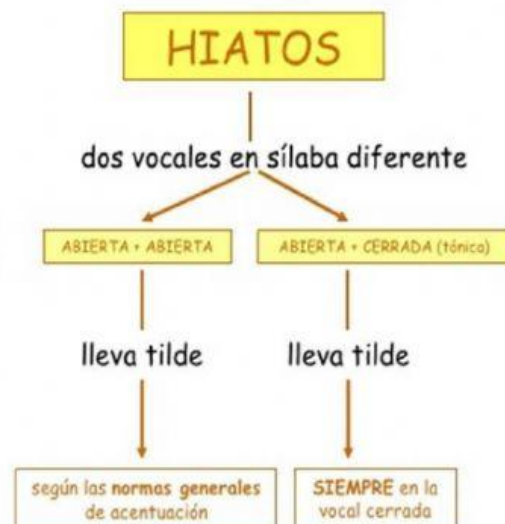 HIATOS
dos vocales en sílaba diferente
ABIERTA + ABIERTA
ABIERTA + CERRADA (tónica)
lleva tilde
lleva tilde
según las normas generales
de acentuación
SIEMPRE en la
vocal cerrada